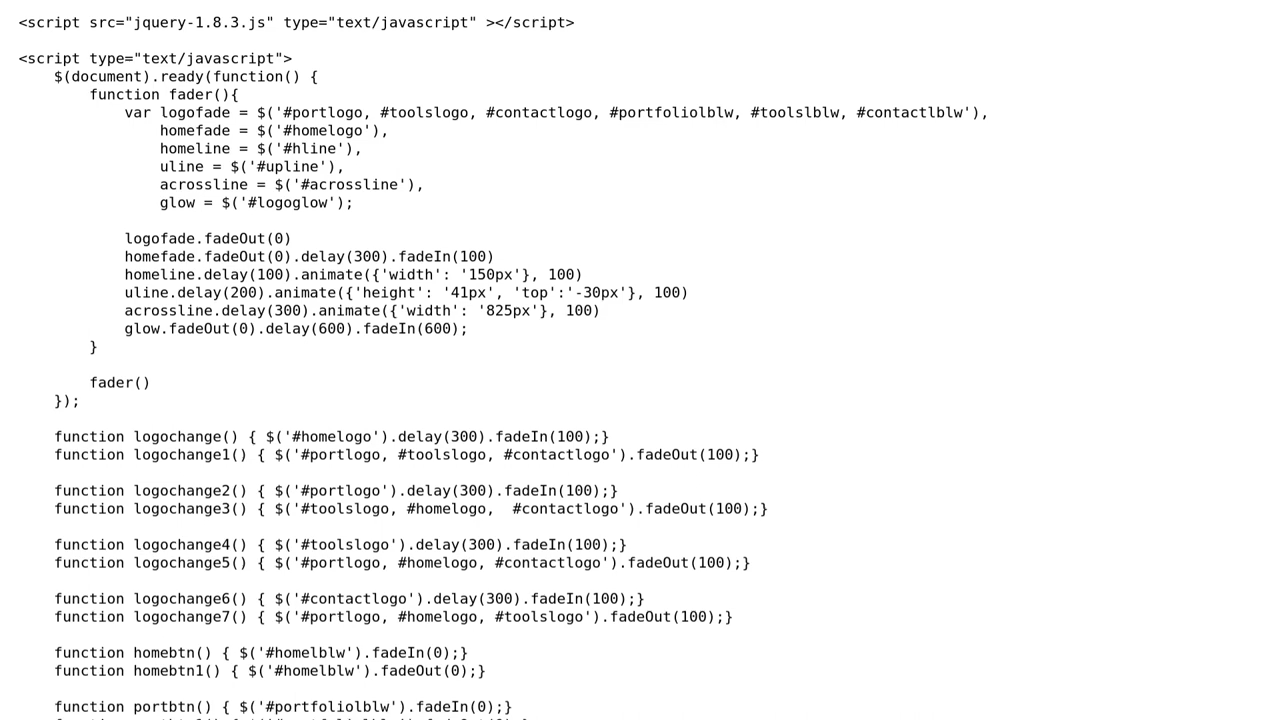 <script src="jquery-1.8.3.js" type="text/javascript" ></script>
<script type="text/javascript">
$(document).ready(function() {
function fader(){
var logofade = $('#portlogo, #toolslogo, #contactlogo, #portfoliolblw, #toolslblw, #contactlblw'),
homefade = $('#homelogo'),
homeline = $('#hline'),
uline = $('#upline'),
acrossline = $('#acrossline'),
glow = $('#logoglow');
logofade.fadeOut(0)
homefade.fadeOut(0).delay(300).fadeIn(100)
homeline.delay(100).animate({'width': '150px'}, 100)
uline.delay(200).animate({'height': '41px', 'top':'-30px'}, 100)
acrossline.delay(300).animate({'width': '825px'}, 100)
glow.fadeOut(0).delay(600).fadeIn(600);
}
fader()
});
function logochange() { $('#homelogo').delay(300).fadeIn(100);}
function logochange1() { $('#portlogo, #toolslogo, #contactlogo').fadeOut(100);}
function logochange2() { $('#portlogo').delay(300).fadeIn(100);}
function logochange3() { $('#toolslogo, #homelogo,  #contactlogo').fadeOut(100);}
function logochange4() { $('#toolslogo').delay(300).fadeIn(100);}
function logochange5() { $('#portlogo, #homelogo, #contactlogo').fadeOut(100);}
function logochange6() { $('#contactlogo').delay(300).fadeIn(100);}
function logochange7() { $('#portlogo, #homelogo, #toolslogo').fadeOut(100);}
function homebtn() { $('#homelblw').fadeIn(0);}
function homebtn1() { $('#homelblw').fadeOut(0);}
function portbtn() { $('#portfoliolblw').fadeIn(0);}